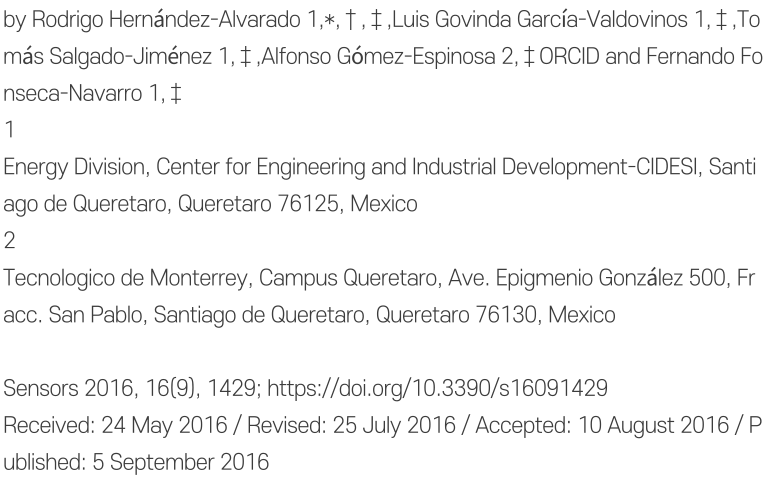 by Rodrigo Hernández-Alvarado 1,*, † , ‡ ,Luis Govinda García-Valdovinos 1, ‡ ,To
más Salgado-Jiménez 1, ‡ ,Alfonso Gómez-Espinosa 2, ‡ ORCID and Fernando Fo
nseca-Navarro 1, ‡
1
Energy Division, Center for Engineering and Industrial Development-CIDESI, Santi
ago de Queretaro, Queretaro 76125, Mexico
2
Tecnologico de Monterrey, Campus Queretaro, Ave. Epigmenio González 500, Fr
acc. San Pablo, Santiago de Queretaro, Queretaro 76130, Mexico
Sensors 2016, 16(9), 1429; https://doi.org/10.3390/s16091429
Received: 24 May 2016 / Revised: 25 July 2016 / Accepted: 10 August 2016 / P
ublished: 5 September 2016